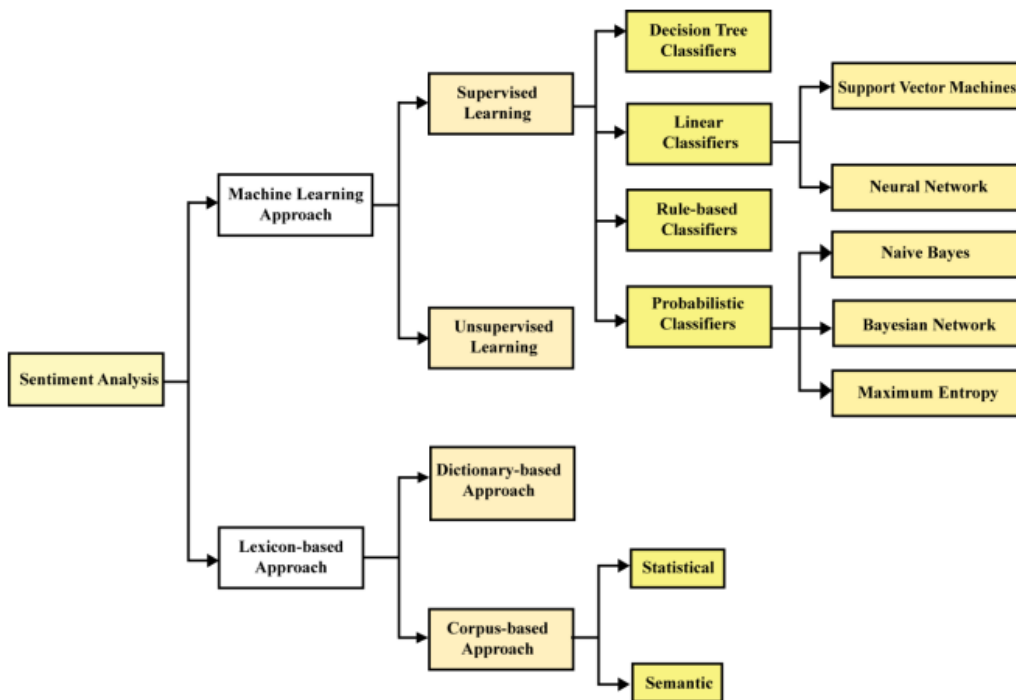 Decision Tree
Classifiers
Supervised
Learning
Support Vector Machines
Linear
Classifiers
Machine Learning
Approach
Neural Network
Rule-based
Classifiers
Naive Bayes
Probabilistic
Classifiers
Unsupervised
Learning
Bayesian Network
Sentiment Analysis
Maximum Entropy
Dictionary-based
Approach
Lexicon-based
Approach
Statistical
Corpus-based
Approach
Semantic